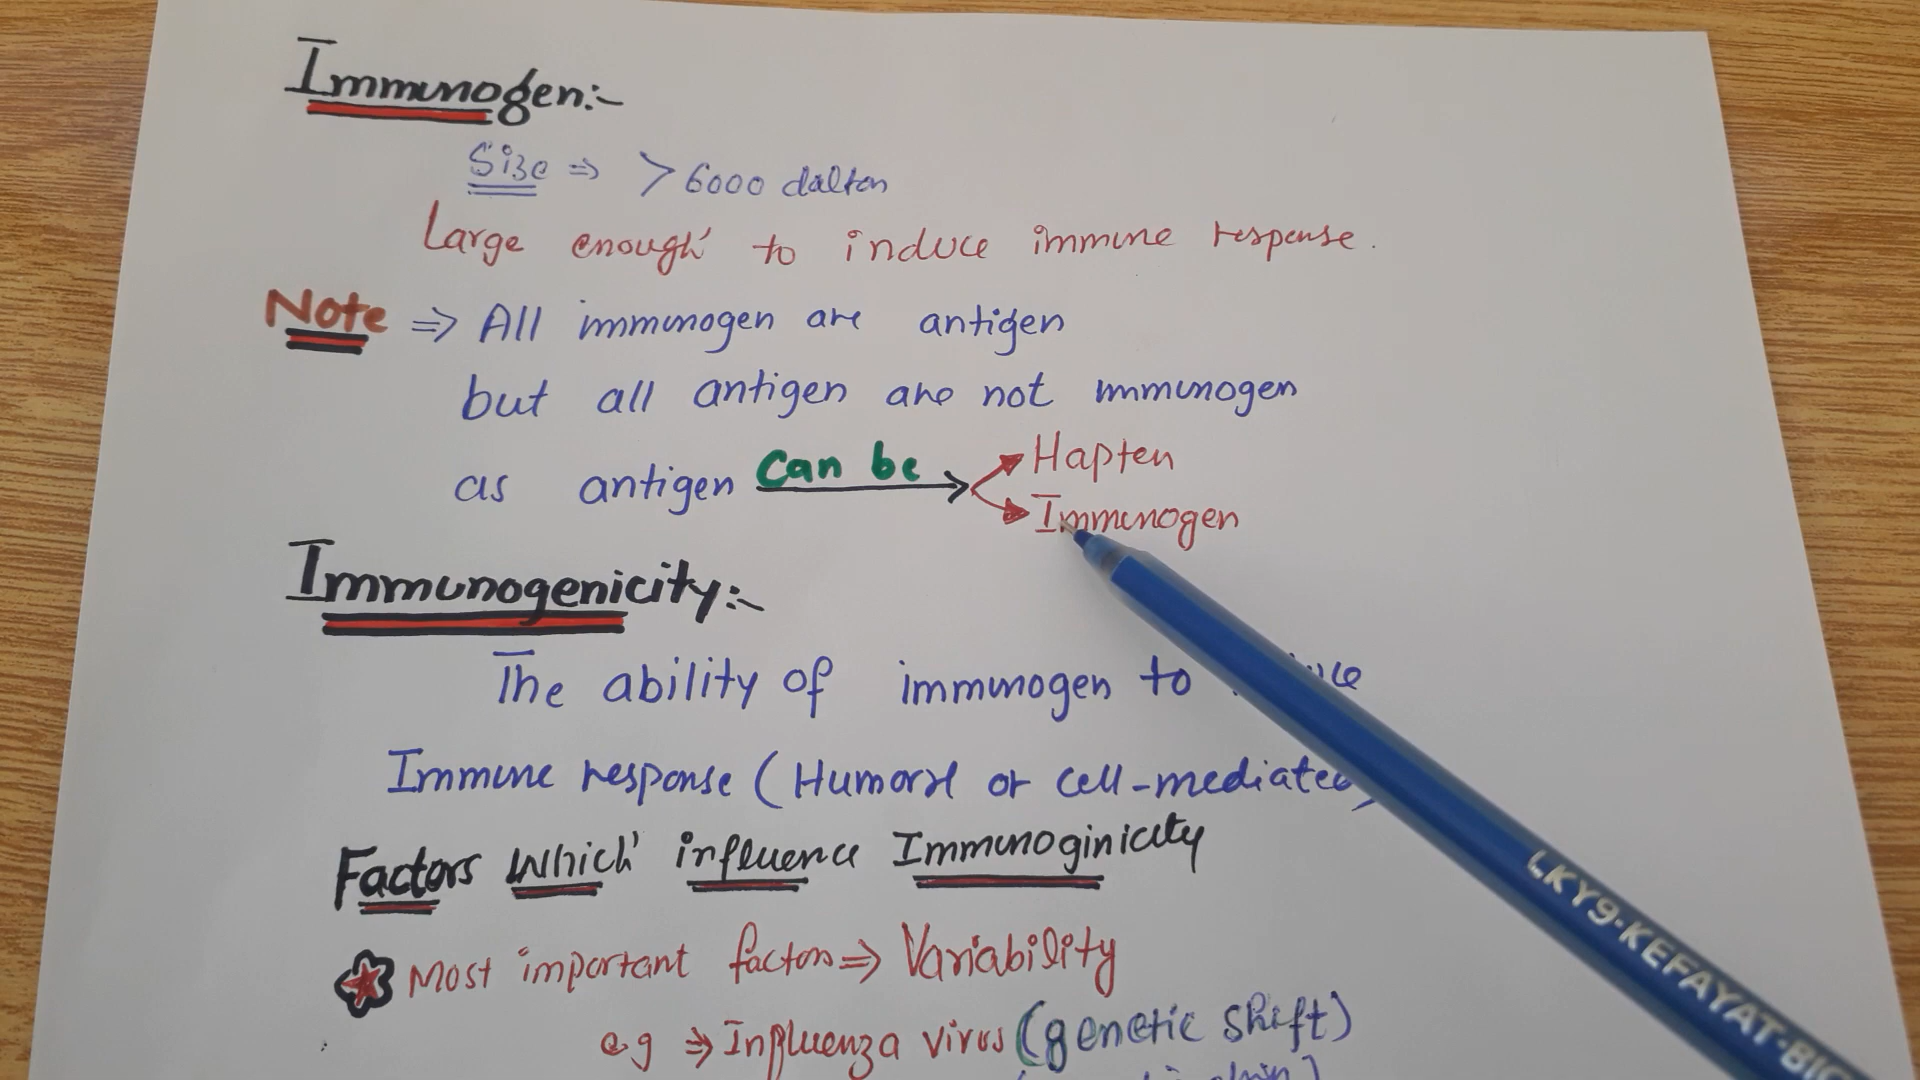 Immunogen:-
Size ⇒ > 6000 dalton
Large enough to induce immune response.
Note ⇒ All immunogen are antigen
but all antigen are not immunogen
as antigen can be → Hapten
Immunogen
Immunogenicity:-
The ability of immunogen to
Immune response (Humoral or cell-mediated)
Factors which influence Immunoginicity
Most important factors ⇒ Variability
e.g ⇒ Influenza virus (genetic shift)
LKY9-KEFAYAT-BIO